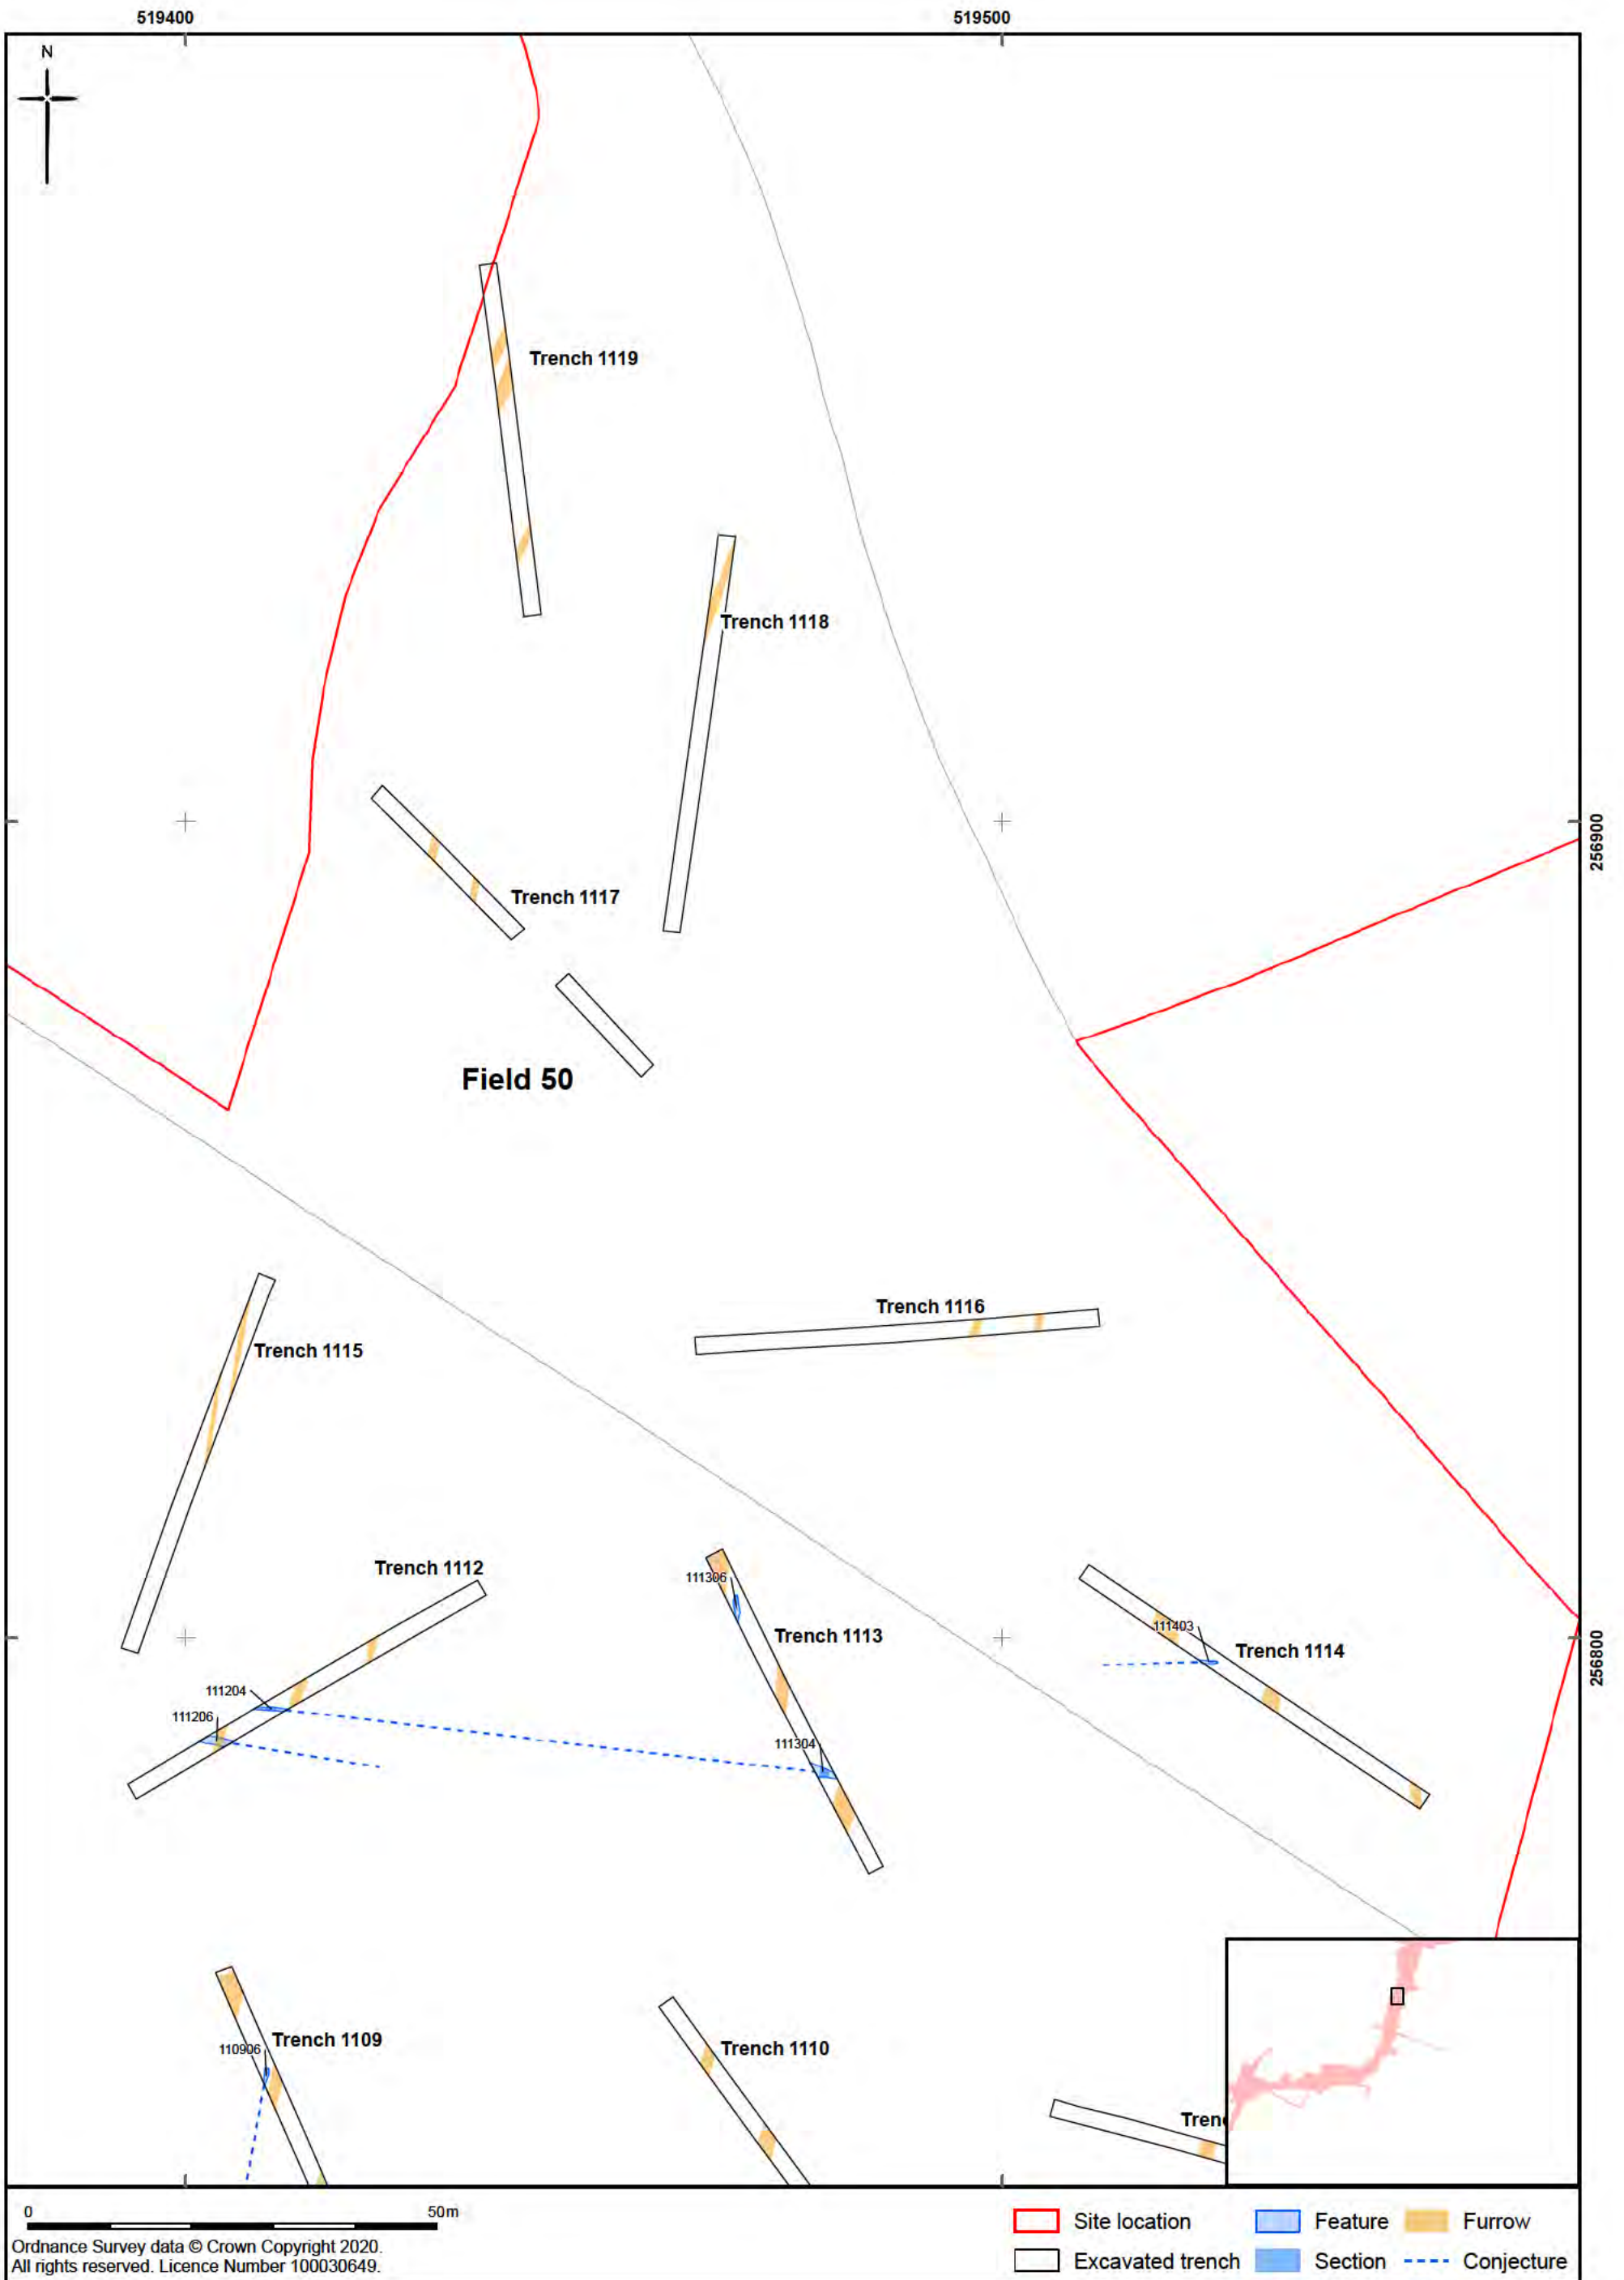 519400
519500
N
Trench 1119
Trench 1118
256900
Trench 1117
Field 50
Trench 1116
Trench 1115
Trench 1112
111306
Trench 1113
111403
Trench 1114
256800
111204
111206
111304
Trench 1109
110906
Trench 1110
Tren
0
50m
Ordnance Survey data © Crown Copyright 2020.
All rights reserved. Licence Number 100030649.
Site location
Feature
Furrow
Excavated trench
Section
Conjecture